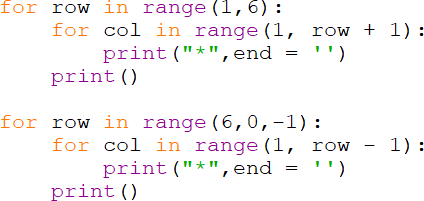 for row in range(1,6):
    for col in range(1, row + 1):
        print("*",end = '')
    print()

for row in range(6,0,-1):
    for col in range(1, row - 1):
        print("*",end = '')
    print()